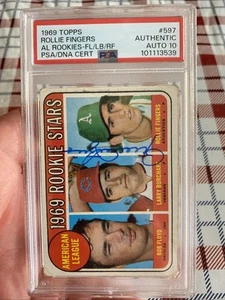 1969 TOPPS #597
ROLLIE FINGERS AUTHENTIC
AL ROOKIES-FL/LB/RF AUTO 10
PSA/DNA CERT PSA 101113539
1969 ROOKIE STARS
AMERICAN LEAGUE
A
ROLLIE FINGERS
LARRY BURCHART
BOB FLOYD